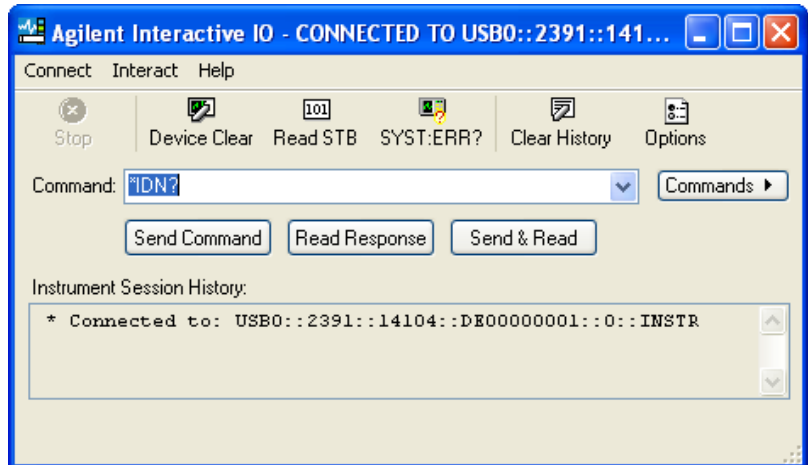 Agilent Interactive IO - CONNECTED TO USB0::2391::141...
Connect Interact Help
Stop Device Clear 101 Read STB SYST:ERR? Clear History Options
Command: *IDN? Commands
Send Command Read Response Send & Read
Instrument Session History:
* Connected to: USB0::2391::14104::DE00000001::0::INSTR